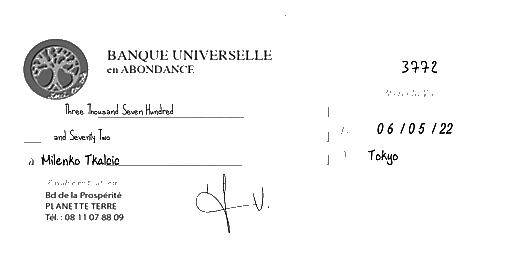 BANQUE UNIVERSELLE
en ABONDANCE
3772
Three Thousand Seven Hundred
and Seventy Two
06/05/22
à Milenko Tkalcic
Tokyo
Bd de la Prospérité
PLANETTE TERRE
Tél. : 08 11 07 88 09